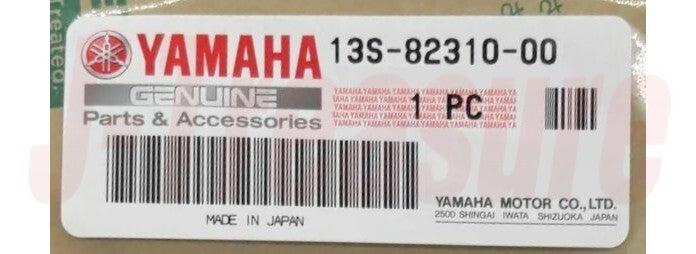 YAMAHA 13S-82310-00
GENUINE
Parts & Accessories
1 PC
MADE IN JAPAN
YAMAHA MOTOR CO.,LTD.
2500 SHINGAI IWATA SHIZUOKA JAPAN